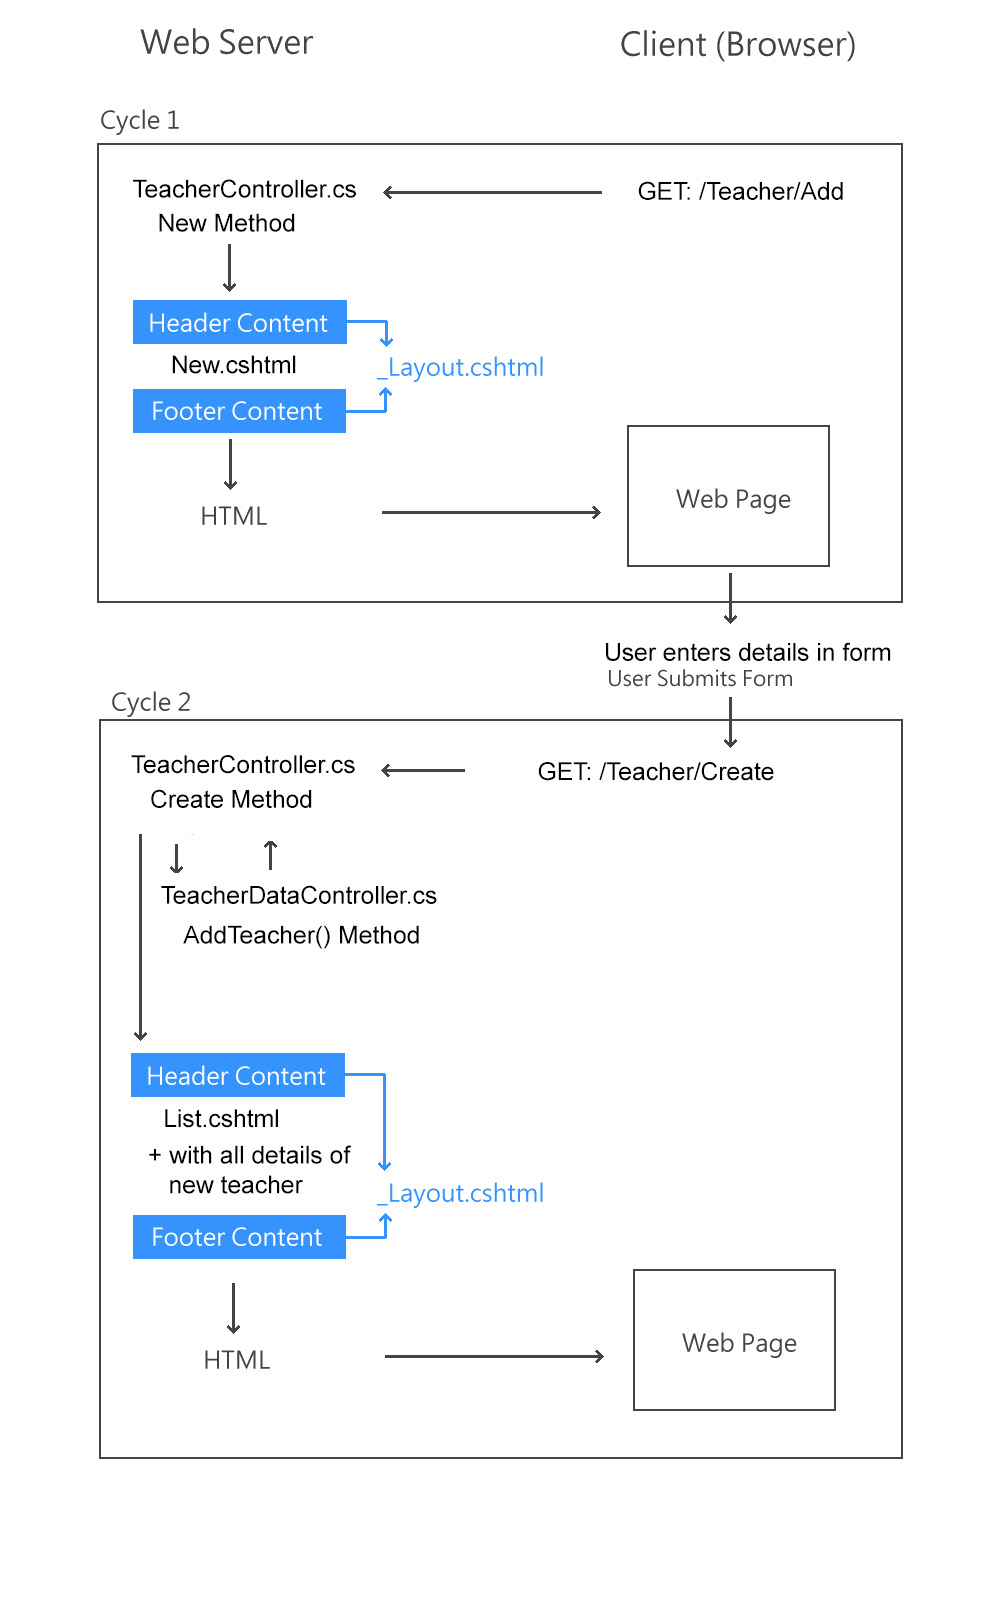 Web Server
Client (Browser)
Cycle 1
TeacherController.cs
GET: /Teacher/Add
New Method
Header Content
New.cshtml
_Layout.cshtml
Footer Content
Web Page
HTML
User enters details in form
User Submits Form
Cycle 2
TeacherController.cs
GET: /Teacher/Create
Create Method
TeacherDataController.cs
AddTeacher() Method
Header Content
List.cshtml
+ with all details of
new teacher
_Layout.cshtml
Footer Content
Web Page
HTML